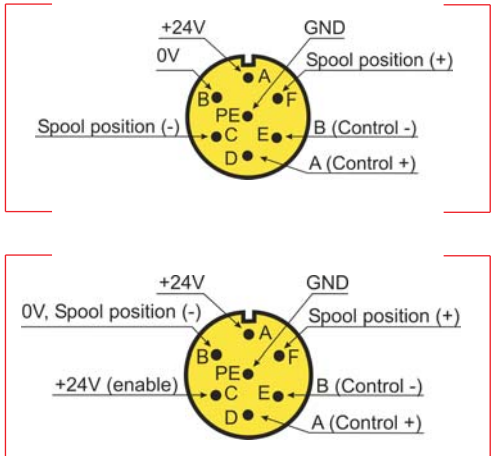 +24V GND
0V Spool position (+)
A
B F
PE
Spool position (-) C E B (Control -)
D A (Control +)
+24V GND
0V, Spool position (-) Spool position (+)
A
B F
PE
+24V (enable) C E B (Control -)
D A (Control +)